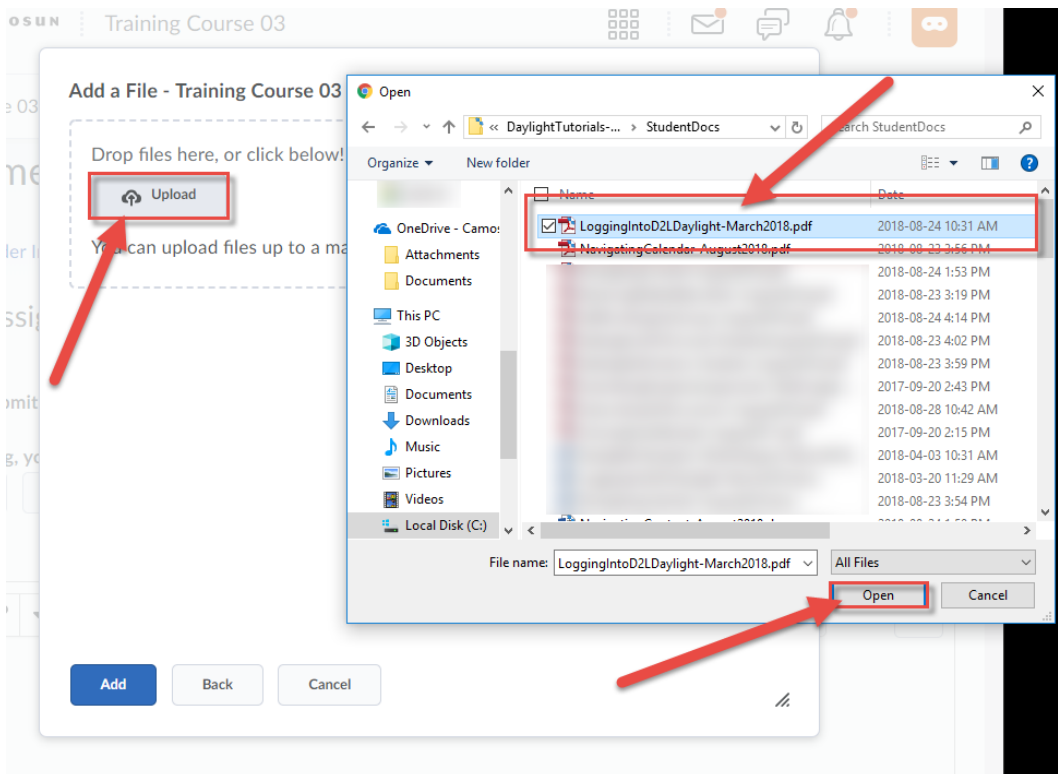 OSUN
Training Course 03
Add a File - Training Course 03
Drop files here, or click below!
Upload
You can upload files up to a ma
Open
« DaylightTutorials-... › StudentDocs
Search StudentDocs
Organize
New folder
OneDrive - Camo:
Attachments
Documents
This PC
3D Objects
Desktop
Documents
Downloads
Music
Pictures
Videos
Local Disk (C:)
Name
Date
LoggingIntoD2LDaylight-March2018.pdf
2018-08-24 10:31 AM
NavigatingCalendar-August2018.pdf
2018-08-23 3:56 PM
2018-08-24 1:53 PM
2018-08-23 3:19 PM
2018-08-24 4:14 PM
2018-08-23 4:02 PM
2018-08-23 3:59 PM
2017-09-20 2:43 PM
2018-08-28 10:42 AM
2017-09-20 2:15 PM
2018-04-03 10:31 AM
2018-03-20 11:29 AM
2018-08-23 3:54 PM
File name:
LoggingIntoD2LDaylight-March2018.pdf
All Files
Open
Cancel
Add
Back
Cancel